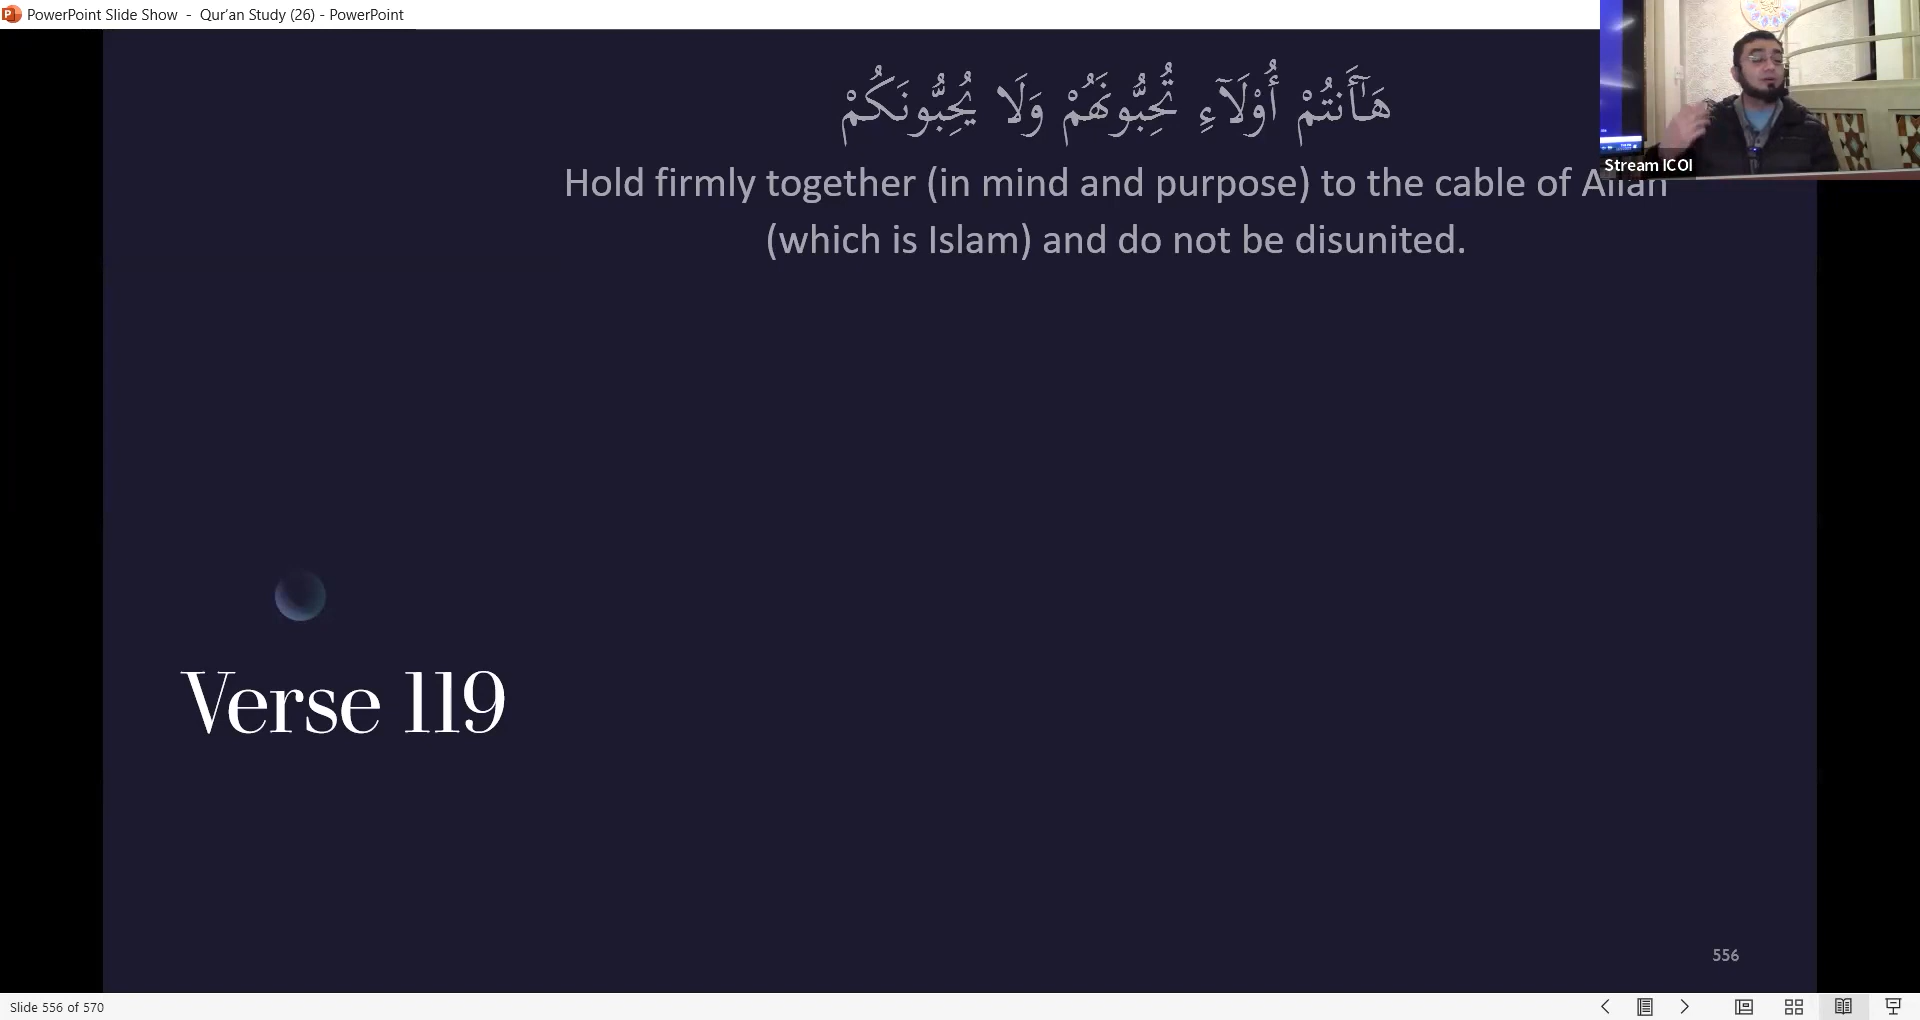 PowerPoint Slide Show - Qur'an Study (26) - PowerPoint
هَـٰٓأَنتُمْ أُو۟لَآءِ تُحِبُّونَهُمْ وَلَا يُحِبُّونَكُمْ
Stream ICOI
Hold firmly together (in mind and purpose) to the cable of Allah
(which is Islam) and do not be disunited.
Verse 119
556
Slide 556 of 570